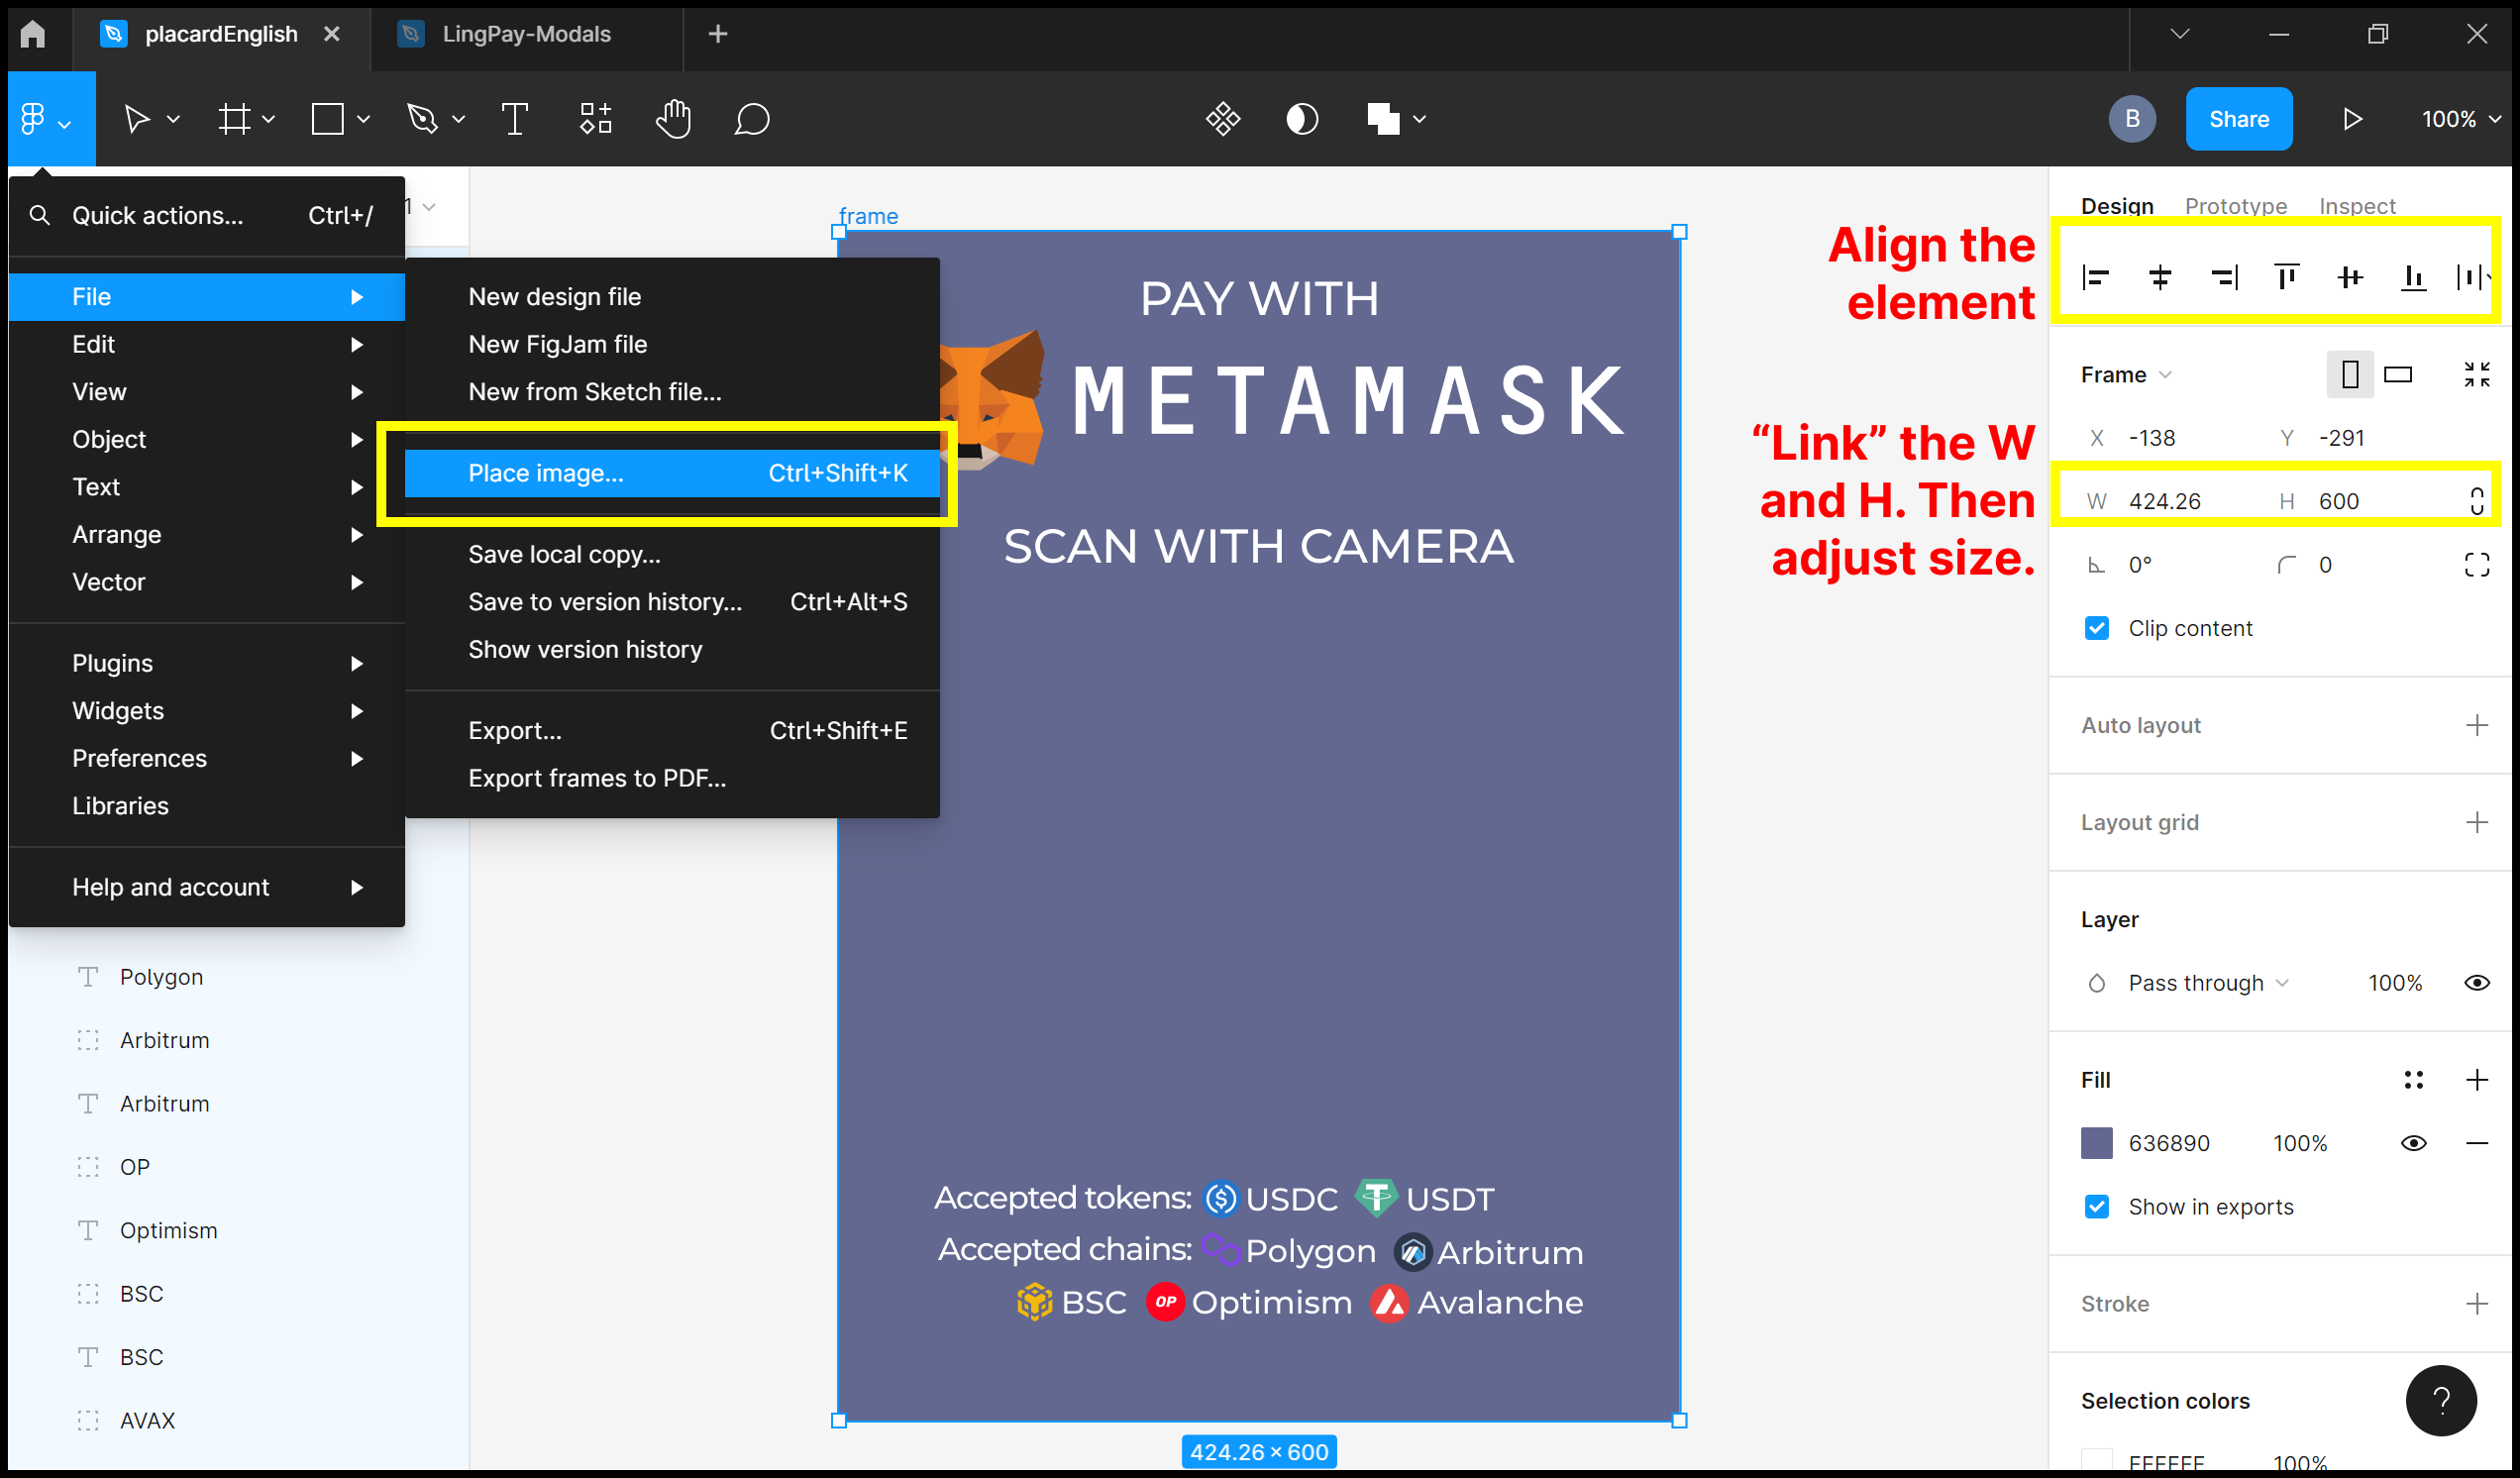 placardEnglish
LingPay-Modals
B
Share
100%
Quick actions... Ctrl+/
1
File
Edit
View
Object
Text
Arrange
Vector
Plugins
Widgets
Preferences
Libraries
Help and account
New design file
New FigJam file
New from Sketch file...
Place image... Ctrl+Shift+K
Save local copy...
Save to version history... Ctrl+Alt+S
Show version history
Export... Ctrl+Shift+E
Export frames to PDF...
Polygon
Arbitrum
Arbitrum
OP
Optimism
BSC
BSC
AVAX
frame
PAY WITH
METAMASK
SCAN WITH CAMERA
Accepted tokens: USDC USDT
Accepted chains: Polygon Arbitrum
BSC OP Optimism Avalanche
424.26 × 600
Align the
element
“Link” the W
and H. Then
adjust size.
Design Prototype Inspect
Frame
X -138 Y -291
W 424.26 H 600
0° 0
Clip content
Auto layout
Layout grid
Layer
Pass through 100%
Fill
636890 100%
Show in exports
Stroke
Selection colors
?
100%